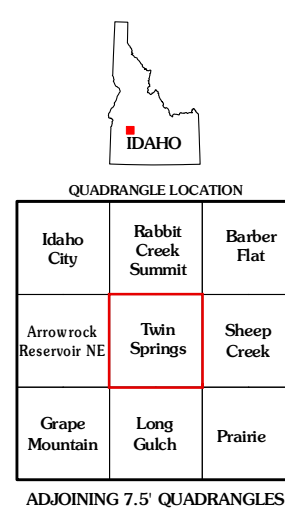 IDAHO
QUADRANGLE LOCATION
Idaho
City
Rabbit
Creek
Summit
Barber
Flat
Arrowrock
Reservoir NE
Twin
Springs
Sheep
Creek
Grape
Mountain
Long
Gulch
Prairie
ADJOINING 7.5' QUADRANGLES